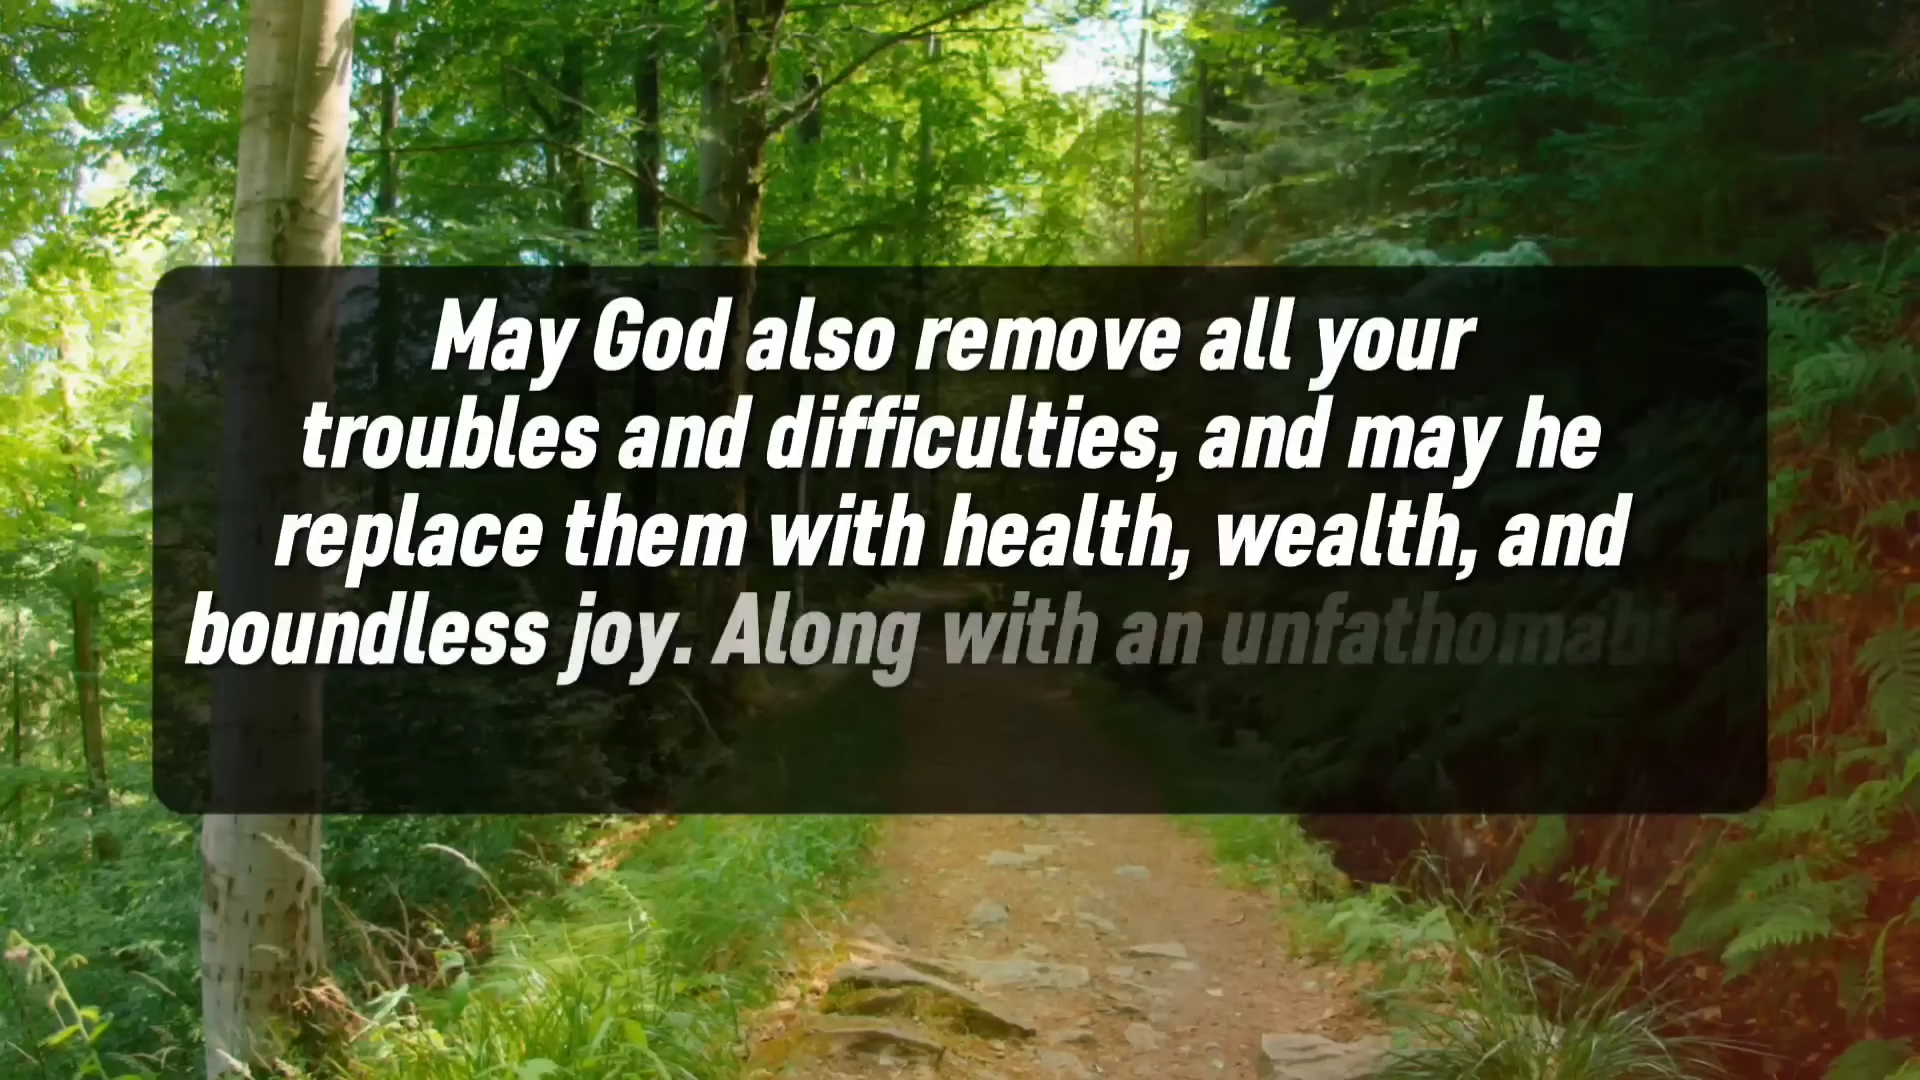 May God also remove all your
troubles and difficulties, and may he
replace them with health, wealth, and
boundless joy. Along with an unfathomable